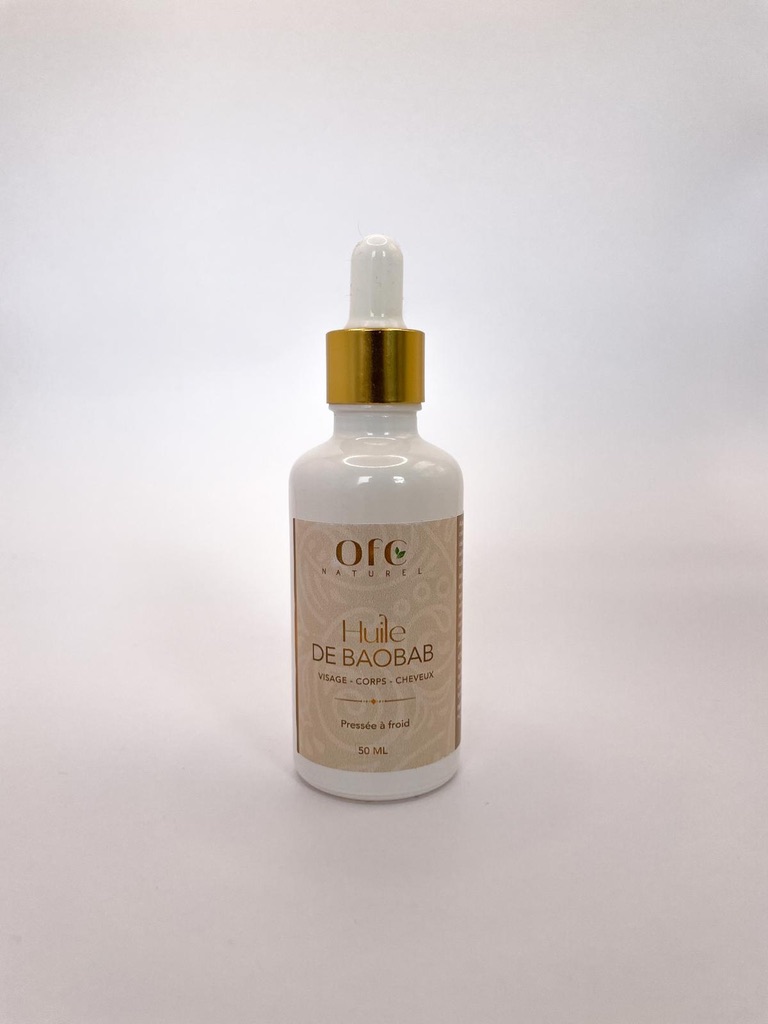 Ofc
NATUREL
Huile
DE BAOBAB
VISAGE - CORPS - CHEVEUX
Pressée à froid
50 ML